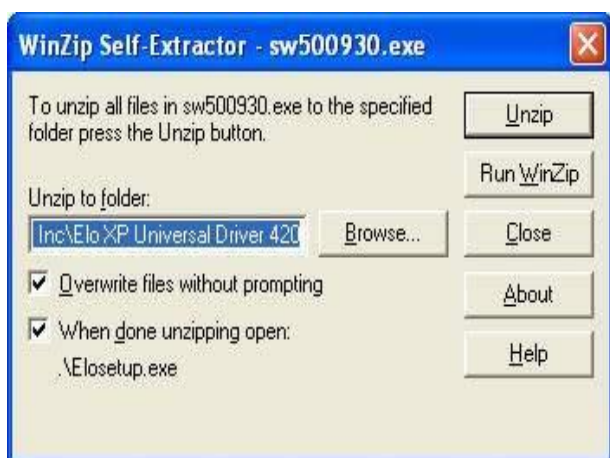 WinZip Self-Extractor - sw500930.exe
To unzip all files in sw500930.exe to the specified
folder press the Unzip button.
Unzip
Run WinZip
Unzip to folder:
Inc\Elo XP Universal Driver 420
Browse...
Close
Overwrite files without prompting
About
When done unzipping open:
.\Elosetup.exe
Help